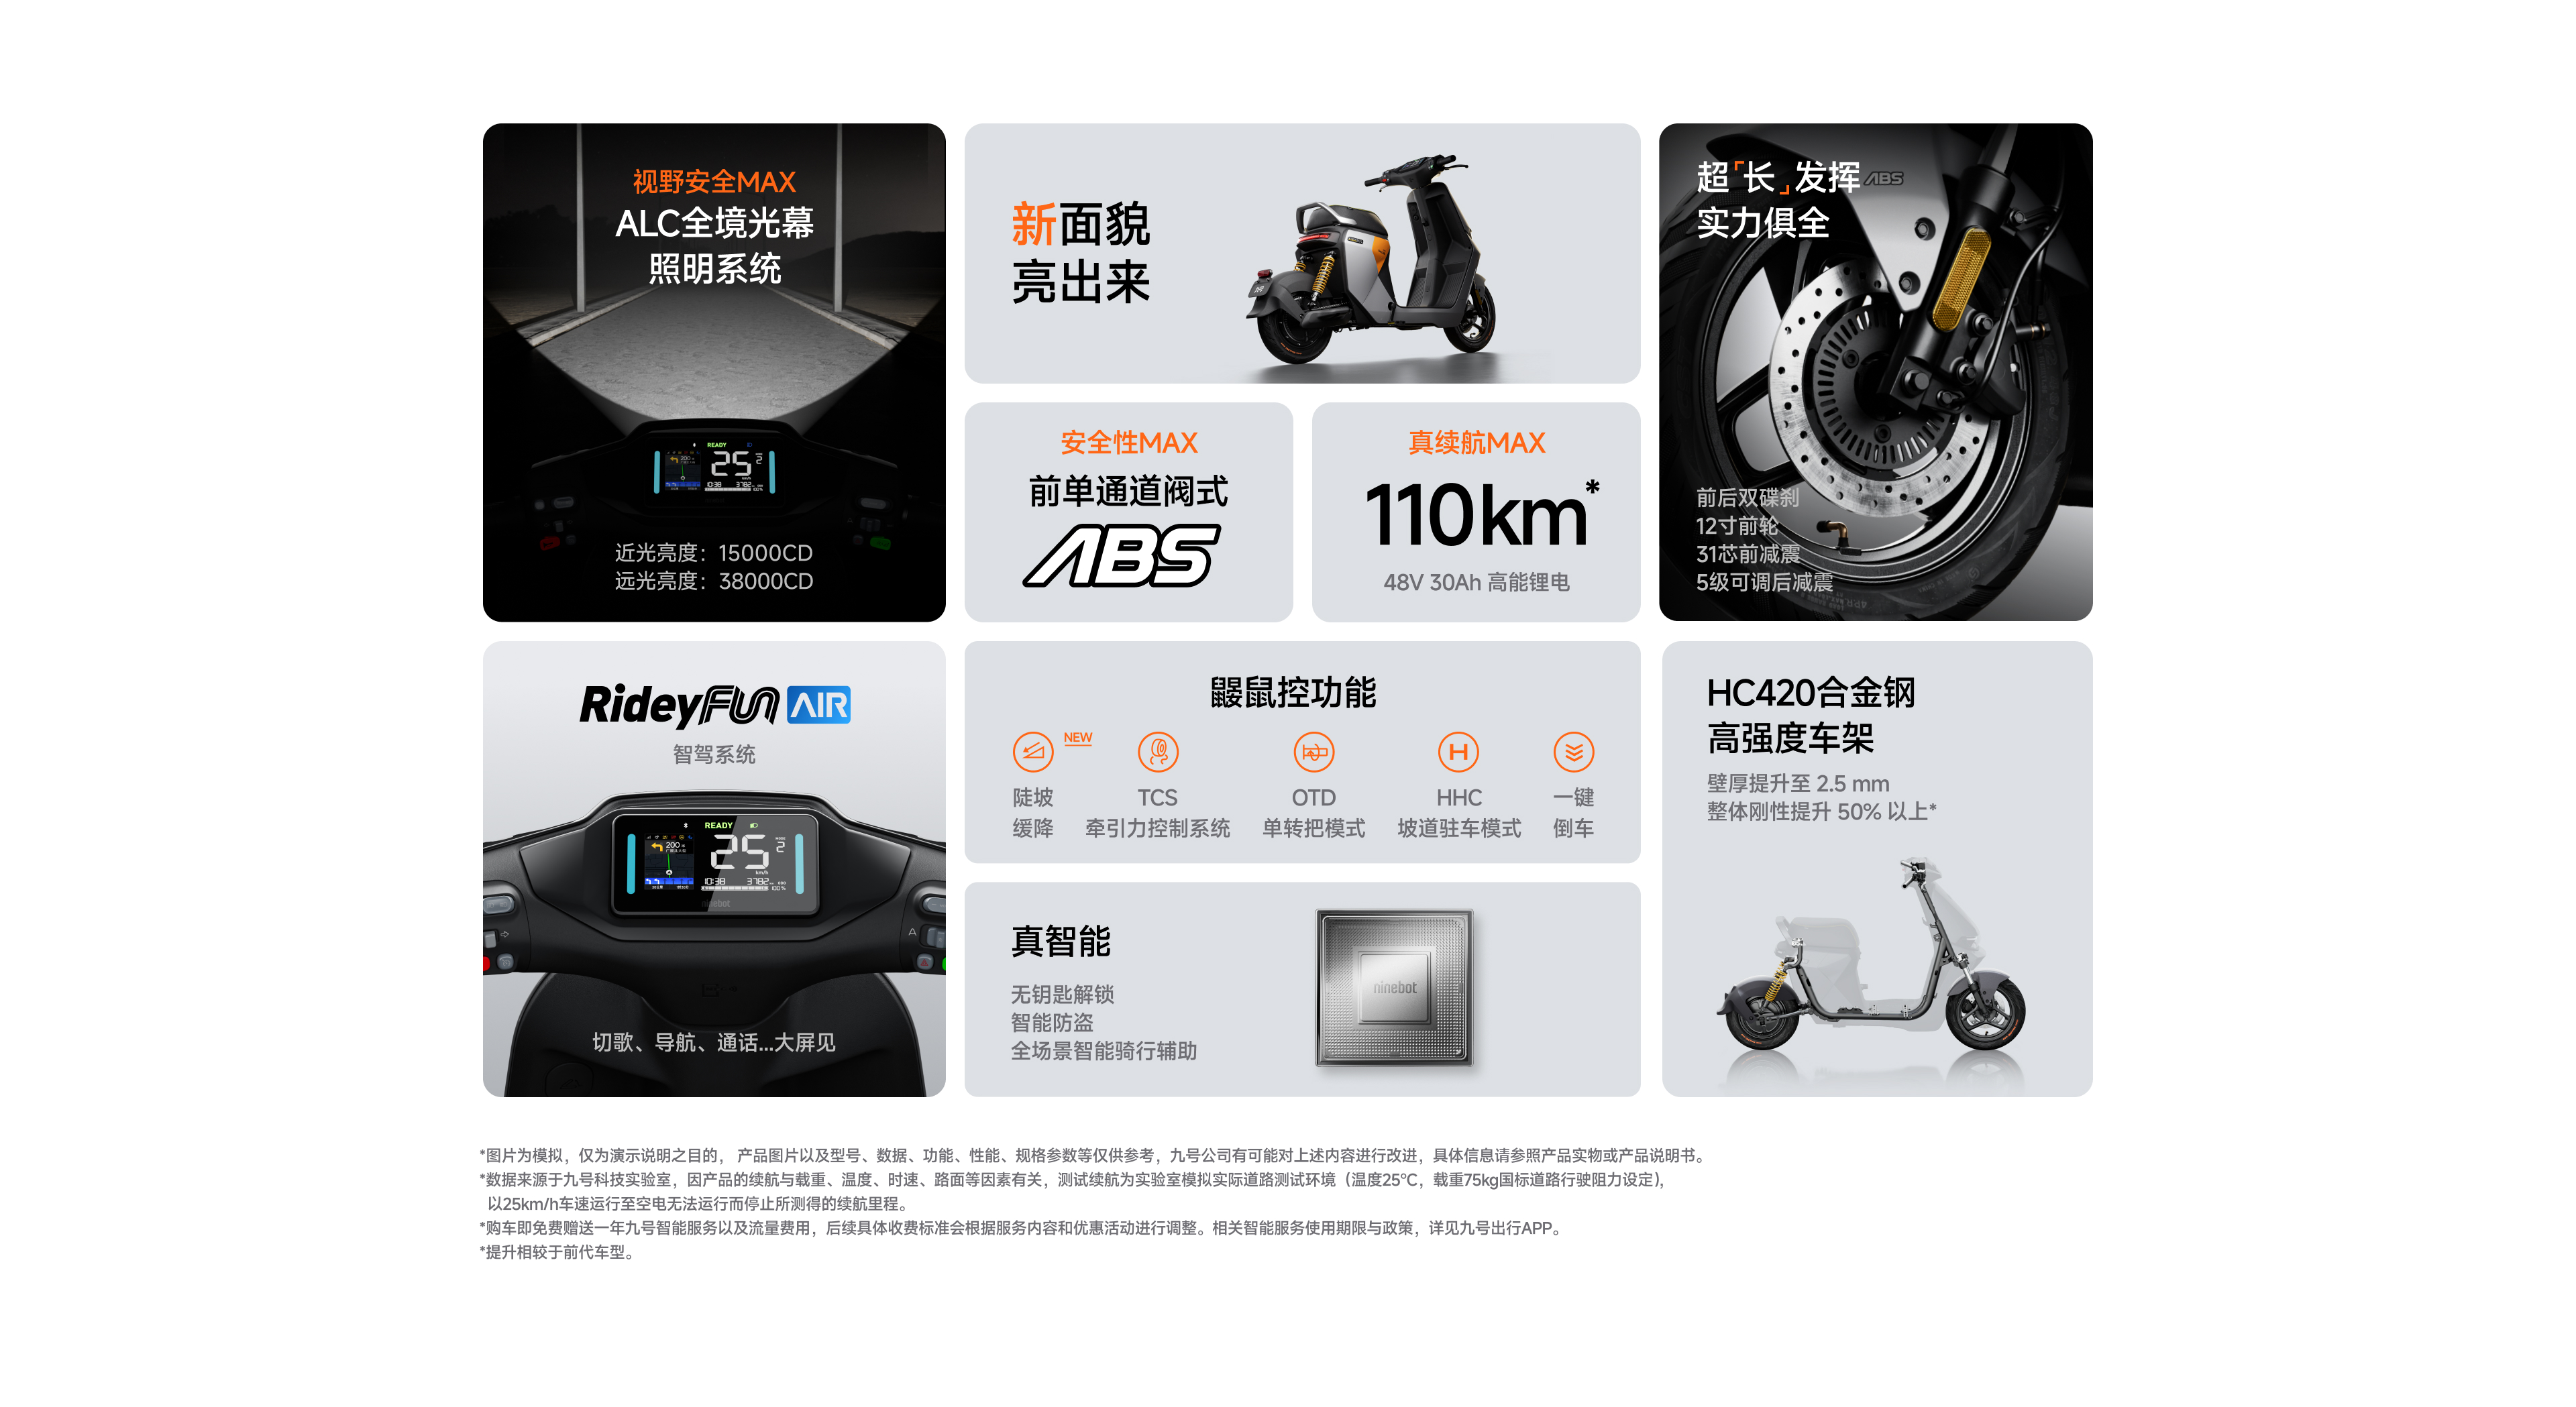 视野安全MAX
ALC全境光幕
照明系统
READY
200
25
2
10:38
3782
100%
近光亮度：15000CD
远光亮度：38000CD
新面貌
亮出来
安全性MAX
前单通道阀式
ABS
真续航MAX
110km*
48V 30Ah 高能锂电
超「长」发挥
实力俱全
ABS
前后双碟刹
12寸前轮
31芯前减震
5级可调后减震
RideyFUN AIR
智驾系统
READY
200 m
25
2
km/h
10:38
3782
100%
ninebot
A
切歌、导航、通话...大屏见
鼹鼠控功能
NEW
陡坡
缓降
TCS
牵引力控制系统
OTD
单转把模式
H
HHC
坡道驻车模式
一键
倒车
真智能
无钥匙解锁
智能防盗
全场景智能骑行辅助
ninebot
HC420合金钢
高强度车架
壁厚提升至 2.5 mm
整体刚性提升 50% 以上*
*图片为模拟，仅为演示说明之目的， 产品图片以及型号、数据、功能、性能、规格参数等仅供参考，九号公司有可能对上述内容进行改进，具体信息请参照产品实物或产品说明书。
*数据来源于九号科技实验室，因产品的续航与载重、温度、时速、路面等因素有关，测试续航为实验室模拟实际道路测试环境（温度25℃，载重75kg国标道路行驶阻力设定），
以25km/h车速运行至空电无法运行而停止所测得的续航里程。
*购车即免费赠送一年九号智能服务以及流量费用，后续具体收费标准会根据服务内容和优惠活动进行调整。相关智能服务使用期限与政策，详见九号出行APP。
*提升相较于前代车型。